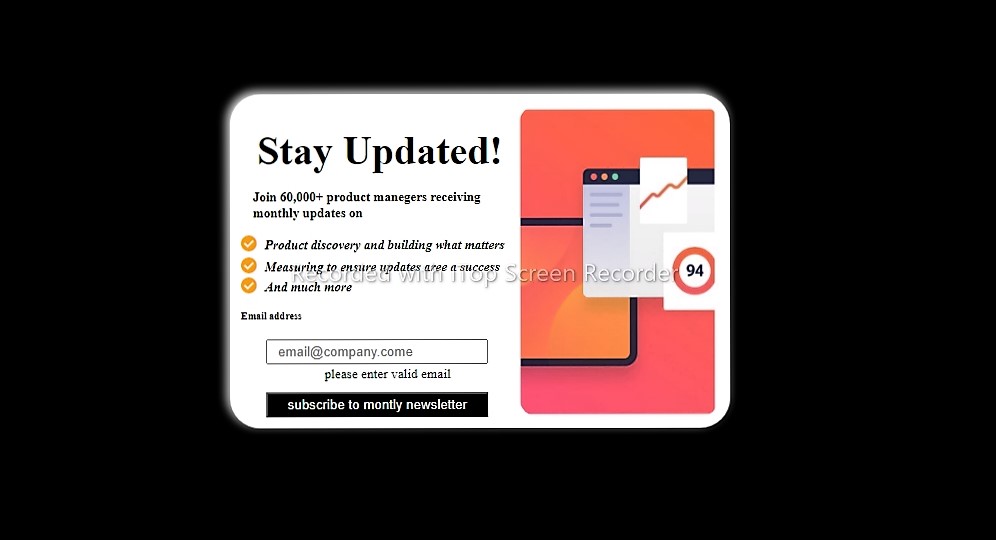 Stay Updated!
Join 60,000+ product manegers receiving
monthly updates on
Product discovery and building what matters
Measuring to ensure updates aree a success
Recorded with iTop Screen Recorder
94
And much more
Email address
email@company.come
please enter valid email
subscribe to montly newsletter